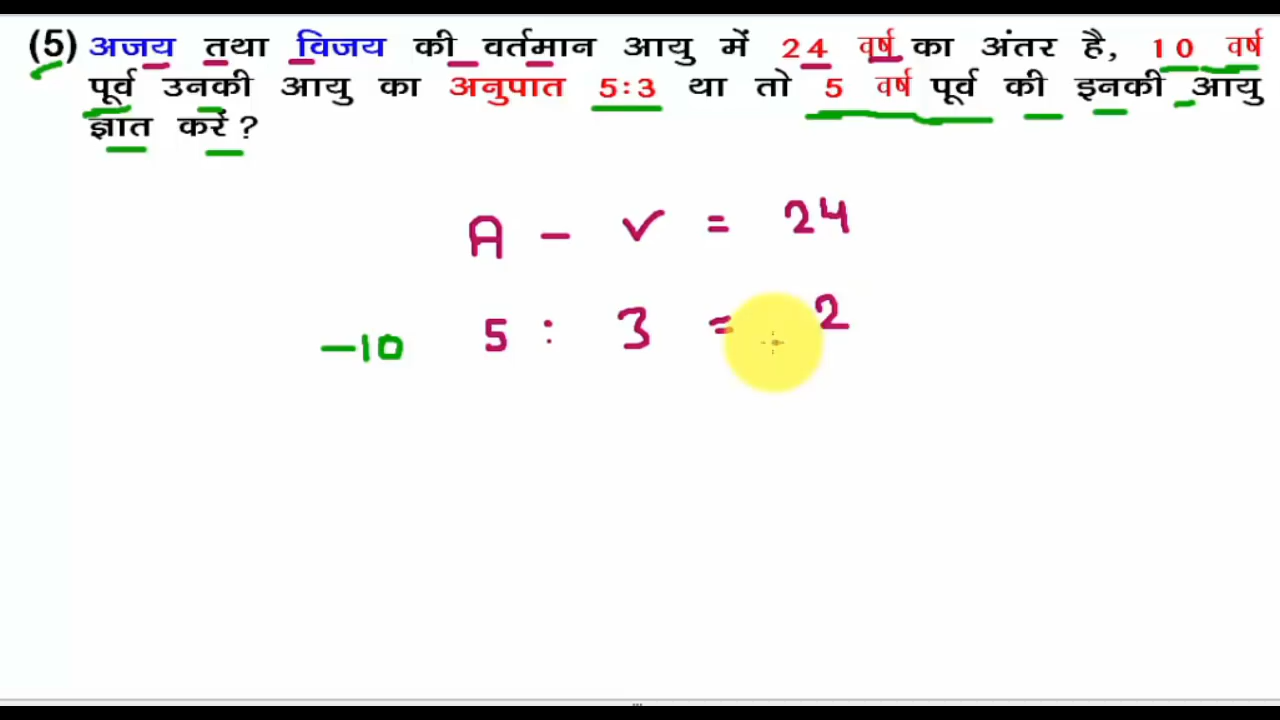 (5) अजय तथा विजय की वर्तमान आयु में 24 वर्ष का अंतर है, 10 वर्ष
पूर्व उनकी आयु का अनुपात 5:3 था तो 5 वर्ष पूर्व की इनकी आयु
ज्ञात करें ?
A - V = 24
-10 5 : 3 = 2